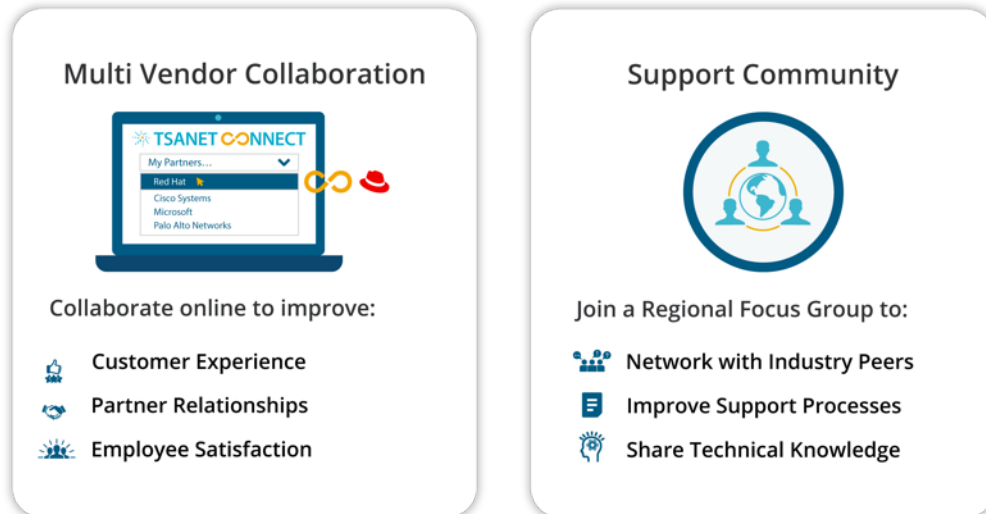 Multi Vendor Collaboration
TSANET CONNECT
My Partners...
Red Hat
Cisco Systems
Microsoft
Palo Alto Networks
Collaborate online to improve:
Customer Experience
Partner Relationships
Employee Satisfaction
Support Community
Join a Regional Focus Group to:
Network with Industry Peers
Improve Support Processes
Share Technical Knowledge